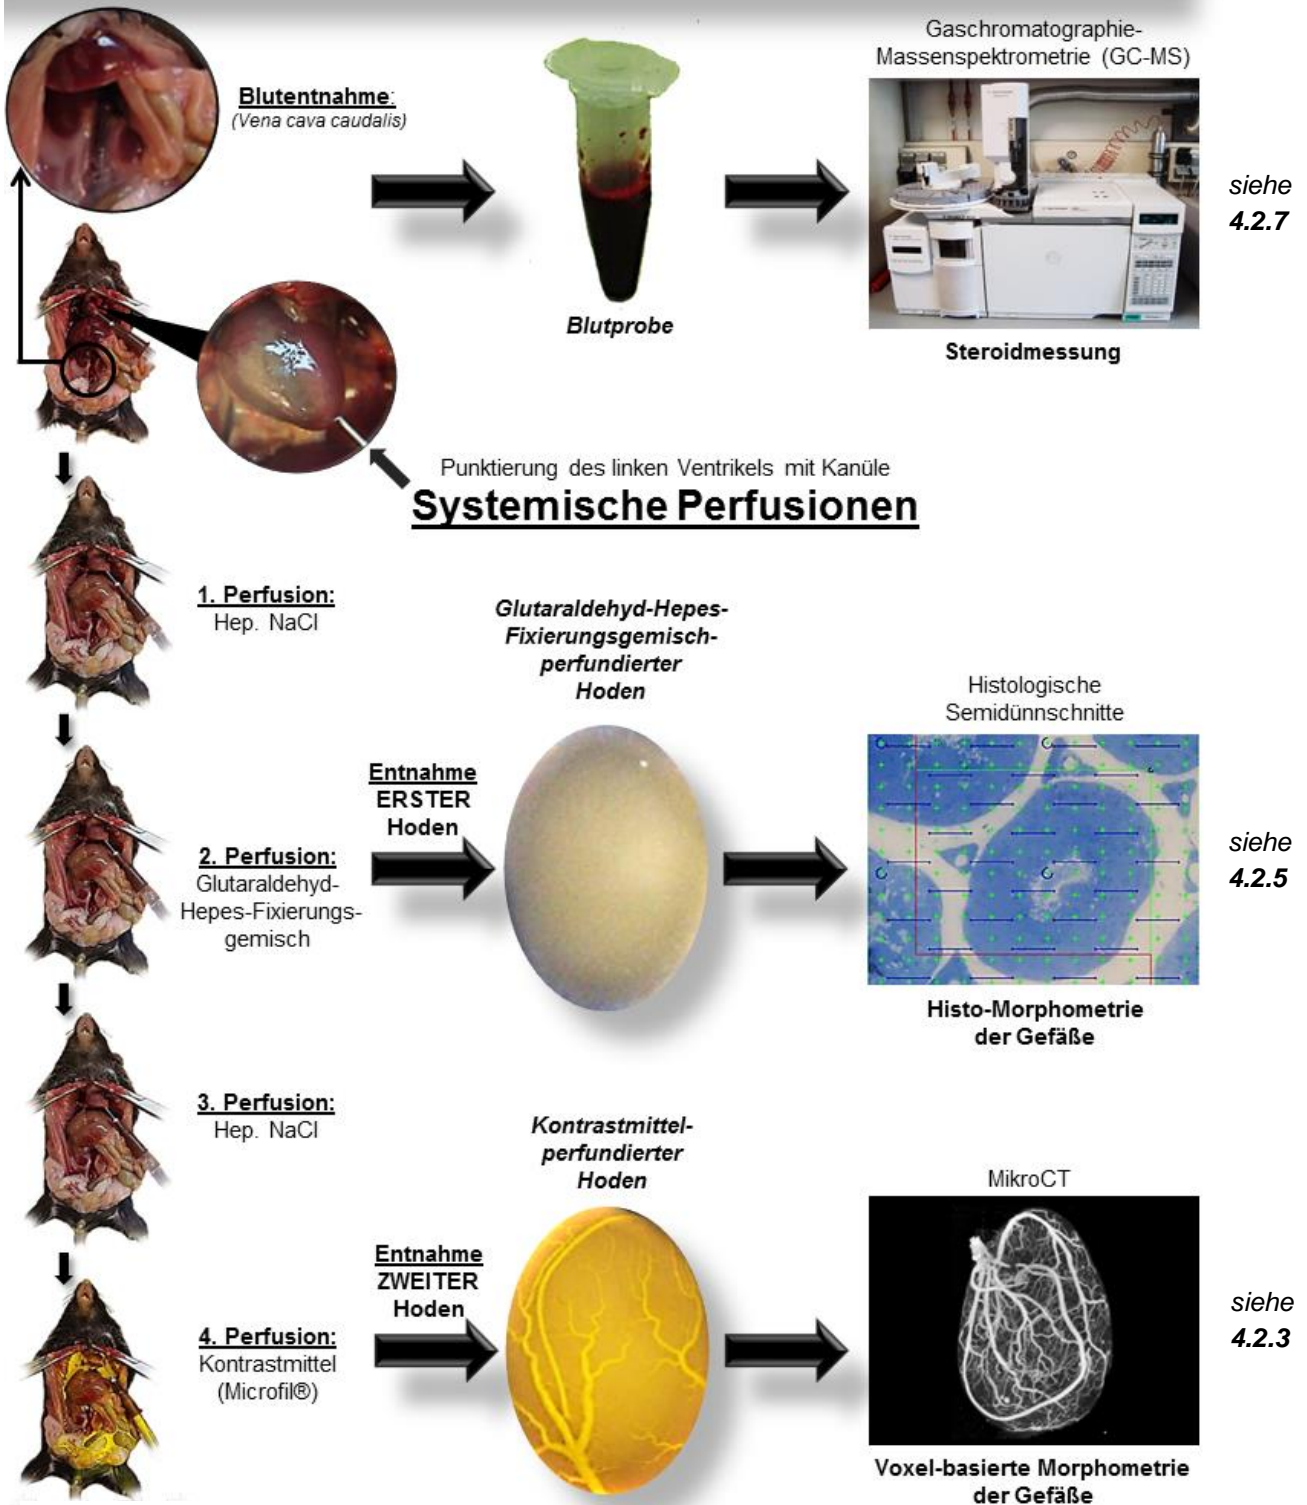 Gaschromatographie-
Massenspektrometrie (GC-MS)
Blutentnahme:
(Vena cava caudalis)
siehe
4.2.7
Blutprobe
Steroidmessung
Punktierung des linken Ventrikels mit Kanüle
Systemische Perfusionen
1. Perfusion:
Hep. NaCl
Glutaraldehyd-Hepes-
Fixierungsgemisch-
perfundierter
Hoden
Histologische
Semidünnschnitte
Entnahme
ERSTER
Hoden
2. Perfusion:
Glutaraldehyd-
Hepes-Fixierungs-
gemisch
siehe
4.2.5
Histo-Morphometrie
der Gefäße
3. Perfusion:
Hep. NaCl
Kontrastmittel-
perfundierter
Hoden
MikroCT
Entnahme
ZWEITER
Hoden
4. Perfusion:
Kontrastmittel
(Microfil®)
siehe
4.2.3
Voxel-basierte Morphometrie
der Gefäße